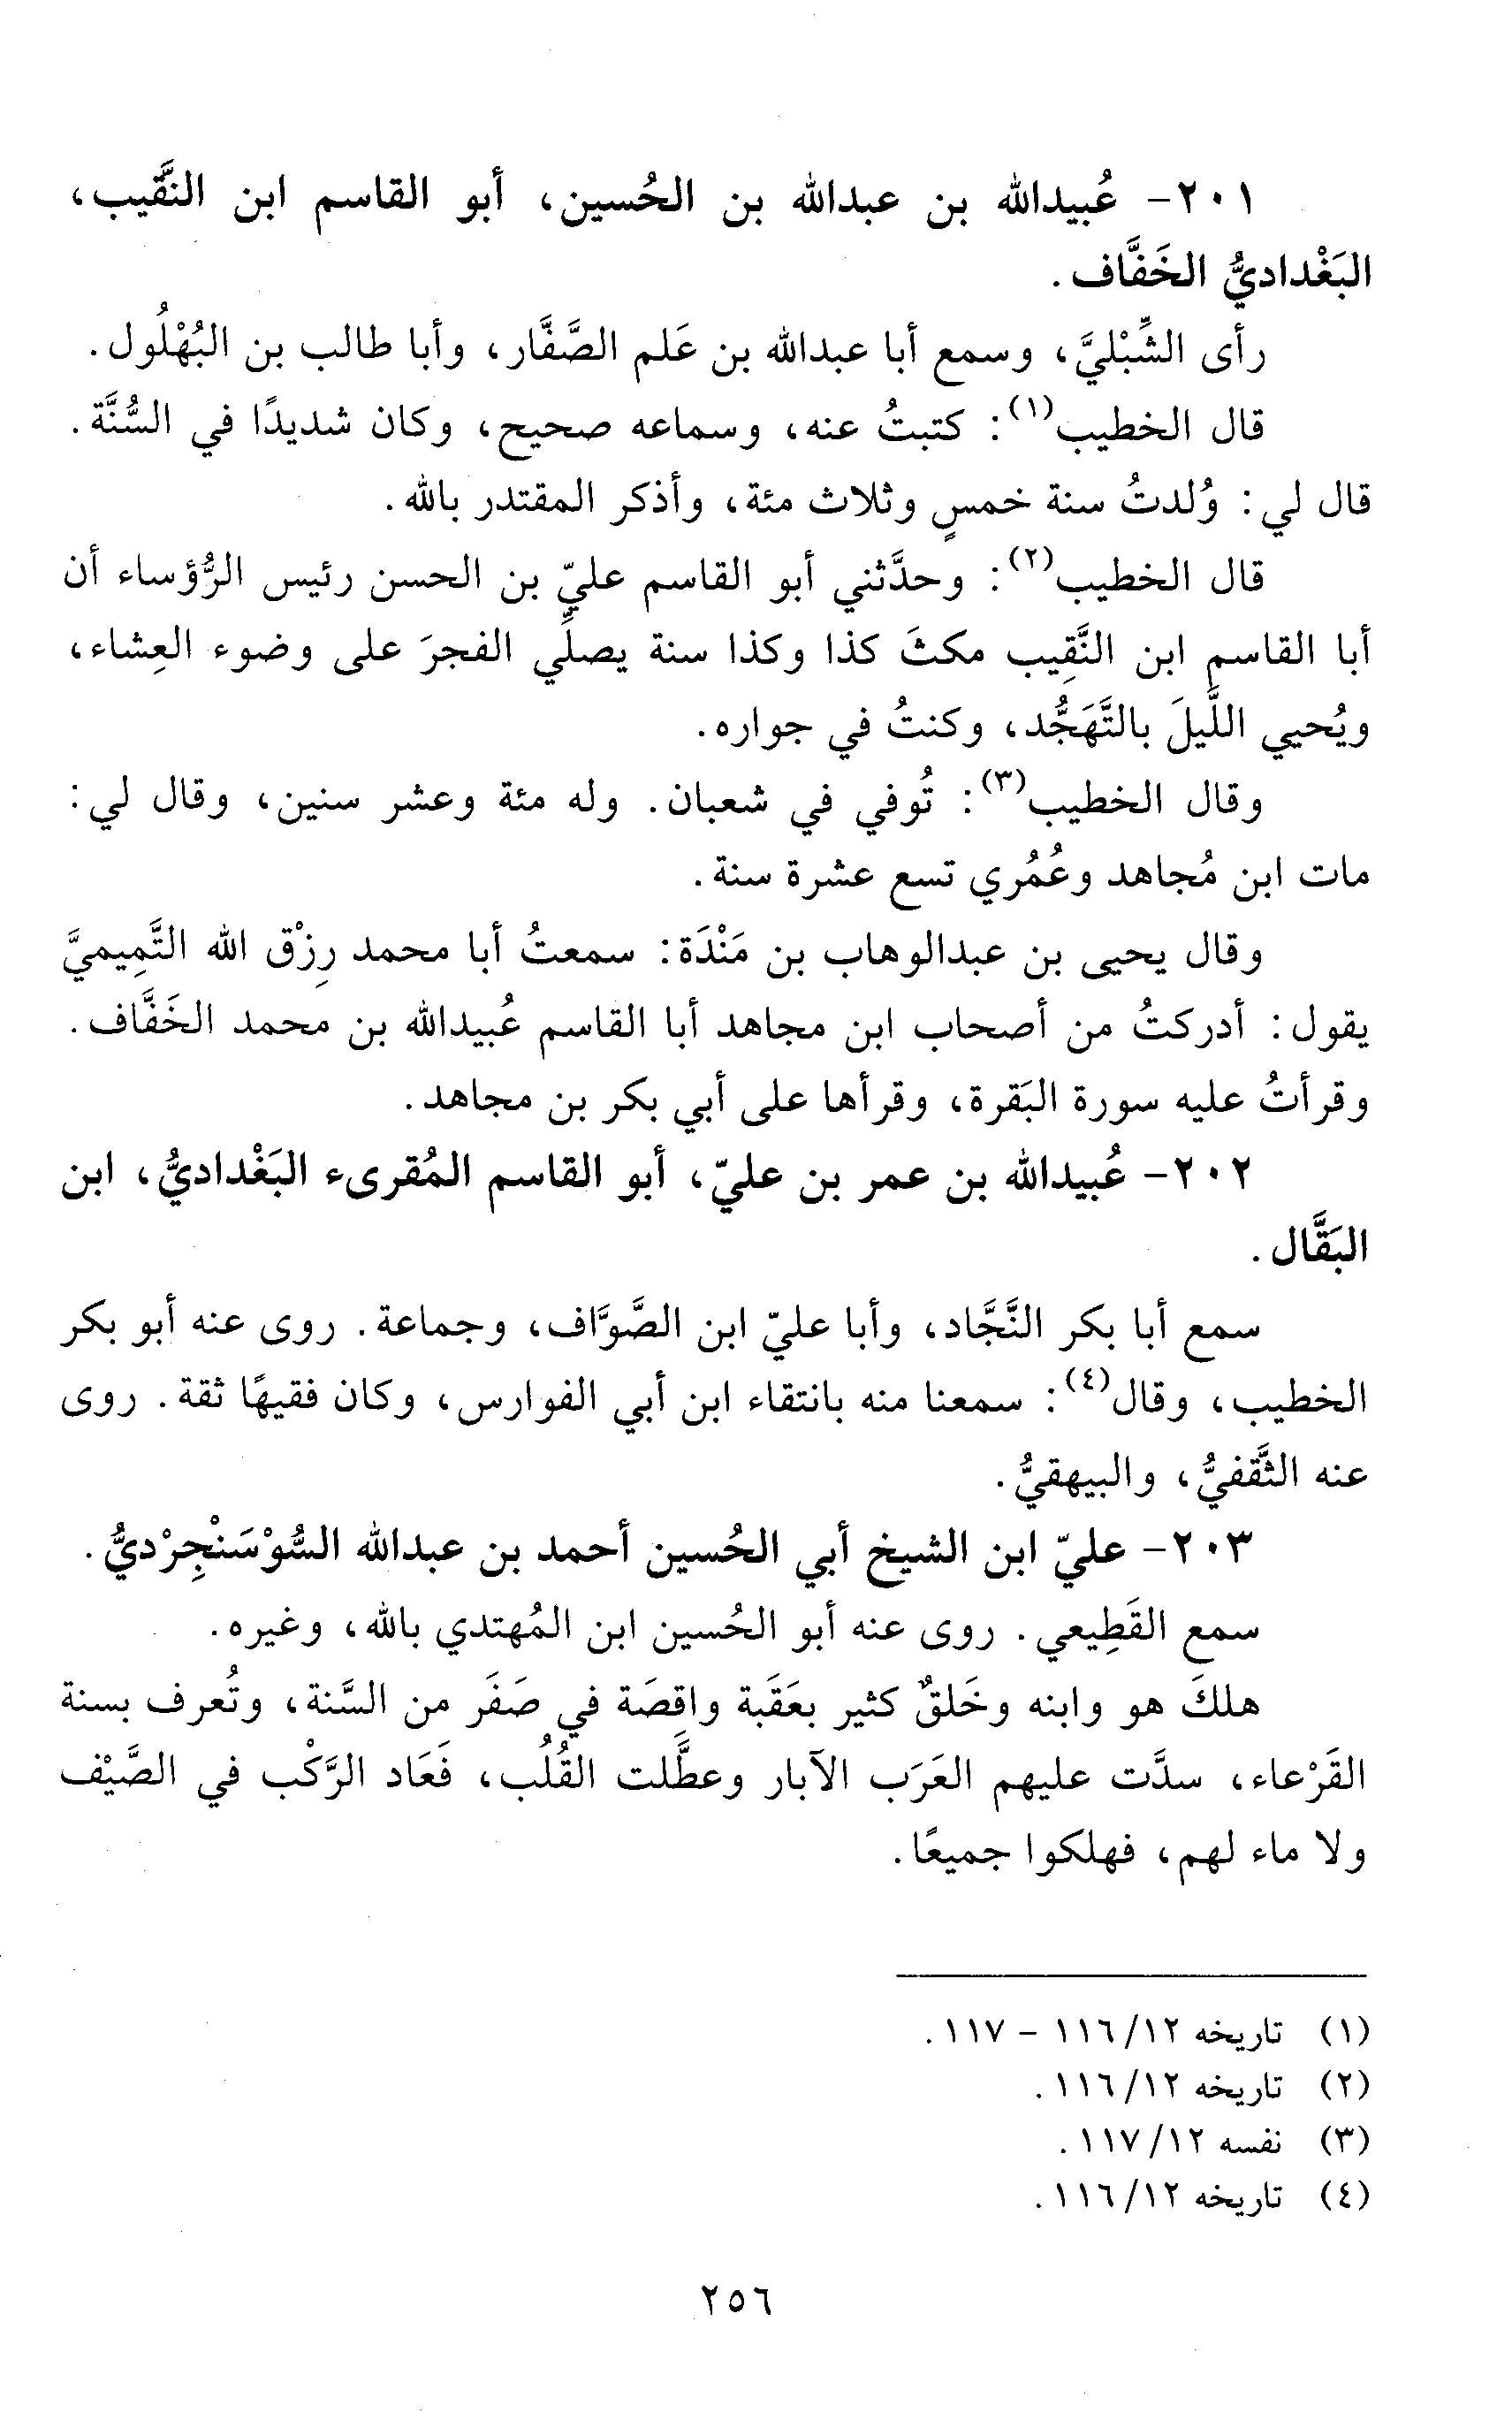 ٢٠١- عُبيدالله بن عبدالله بن الحُسين، أبو القاسم ابن النَّقيب،
البَغْداديُّ الخَفَّاف.
رأى الشِّبْليَّ، وسمع أبا عبدالله بن عَلم الصَّفَّار، وأبا طالب بن البُهْلُول.
قال الخطيب(١): كتبتُ عنه، وسماعه صحيح، وكان شديدًا في السُّنَّة.
قال لي: وُلدتُ سنة خمسٍ وثلاث مئة، وأذكر المقتدر بالله.
قال الخطيب(٢): وحدَّثني أبو القاسم عليّ بن الحسن رئيس الرُّؤساء أن
أبا القاسم ابن النَّقِيب مكثَ كذا وكذا سنة يصلِّي الفجرَ على وضوء العِشاء،
ويُحيي اللَّيلَ بالتَّهَجُّد، وكنتُ في جواره.
وقال الخطيب(٣): تُوفي في شعبان. وله مئة وعشر سنين، وقال لي:
مات ابن مُجاهد وعُمُري تسع عشرة سنة.
وقال يحيى بن عبدالوهاب بن مَنْدَة: سمعتُ أبا محمد رِزْق الله التَّمِيميَّ
يقول: أدركتُ من أصحاب ابن مجاهد أبا القاسم عُبيدالله بن محمد الخَفَّاف.
وقرأتُ عليه سورة البَقرة، وقرأها على أبي بكر بن مجاهد.
٢٠٢- عُبيدالله بن عمر بن عليّ، أبو القاسم المُقرىء البَغْداديُّ، ابن
البَقَّال.
سمع أبا بكر النَّجَّاد، وأبا عليّ ابن الصَّوَّاف، وجماعة. روى عنه أبو بكر
الخطيب، وقال(٤): سمعنا منه بانتقاء ابن أبي الفوارس، وكان فقيهًا ثقة. روى
عنه الثَّقفيُّ، والبيهقيُّ.
٢٠٣- عليّ ابن الشيخ أبي الحُسين أحمد بن عبدالله السُّوْسَنْجِرْديُّ.
سمع القَطِيعي. روى عنه أبو الحُسين ابن المُهتدي بالله، وغيره.
هلكَ هو وابنه وخَلقٌ كثير بعَقَبة واقصَة في صَفَر من السَّنة، وتُعرف بسنة
القَرْعاء، سدَّت عليهم العَرَب الآبار وعطَّلت القُلُب، فَعَاد الرَّكْب في الصَّيْف
ولا ماء لهم، فهلكوا جميعًا.
(١) تاريخه ١٢/ ١١٦ - ١١٧.
(٢) تاريخه ١٢/ ١١٦.
(٣) نفسه ١٢/ ١١٧.
(٤) تاريخه ١٢/ ١١٦.
٢٥٦